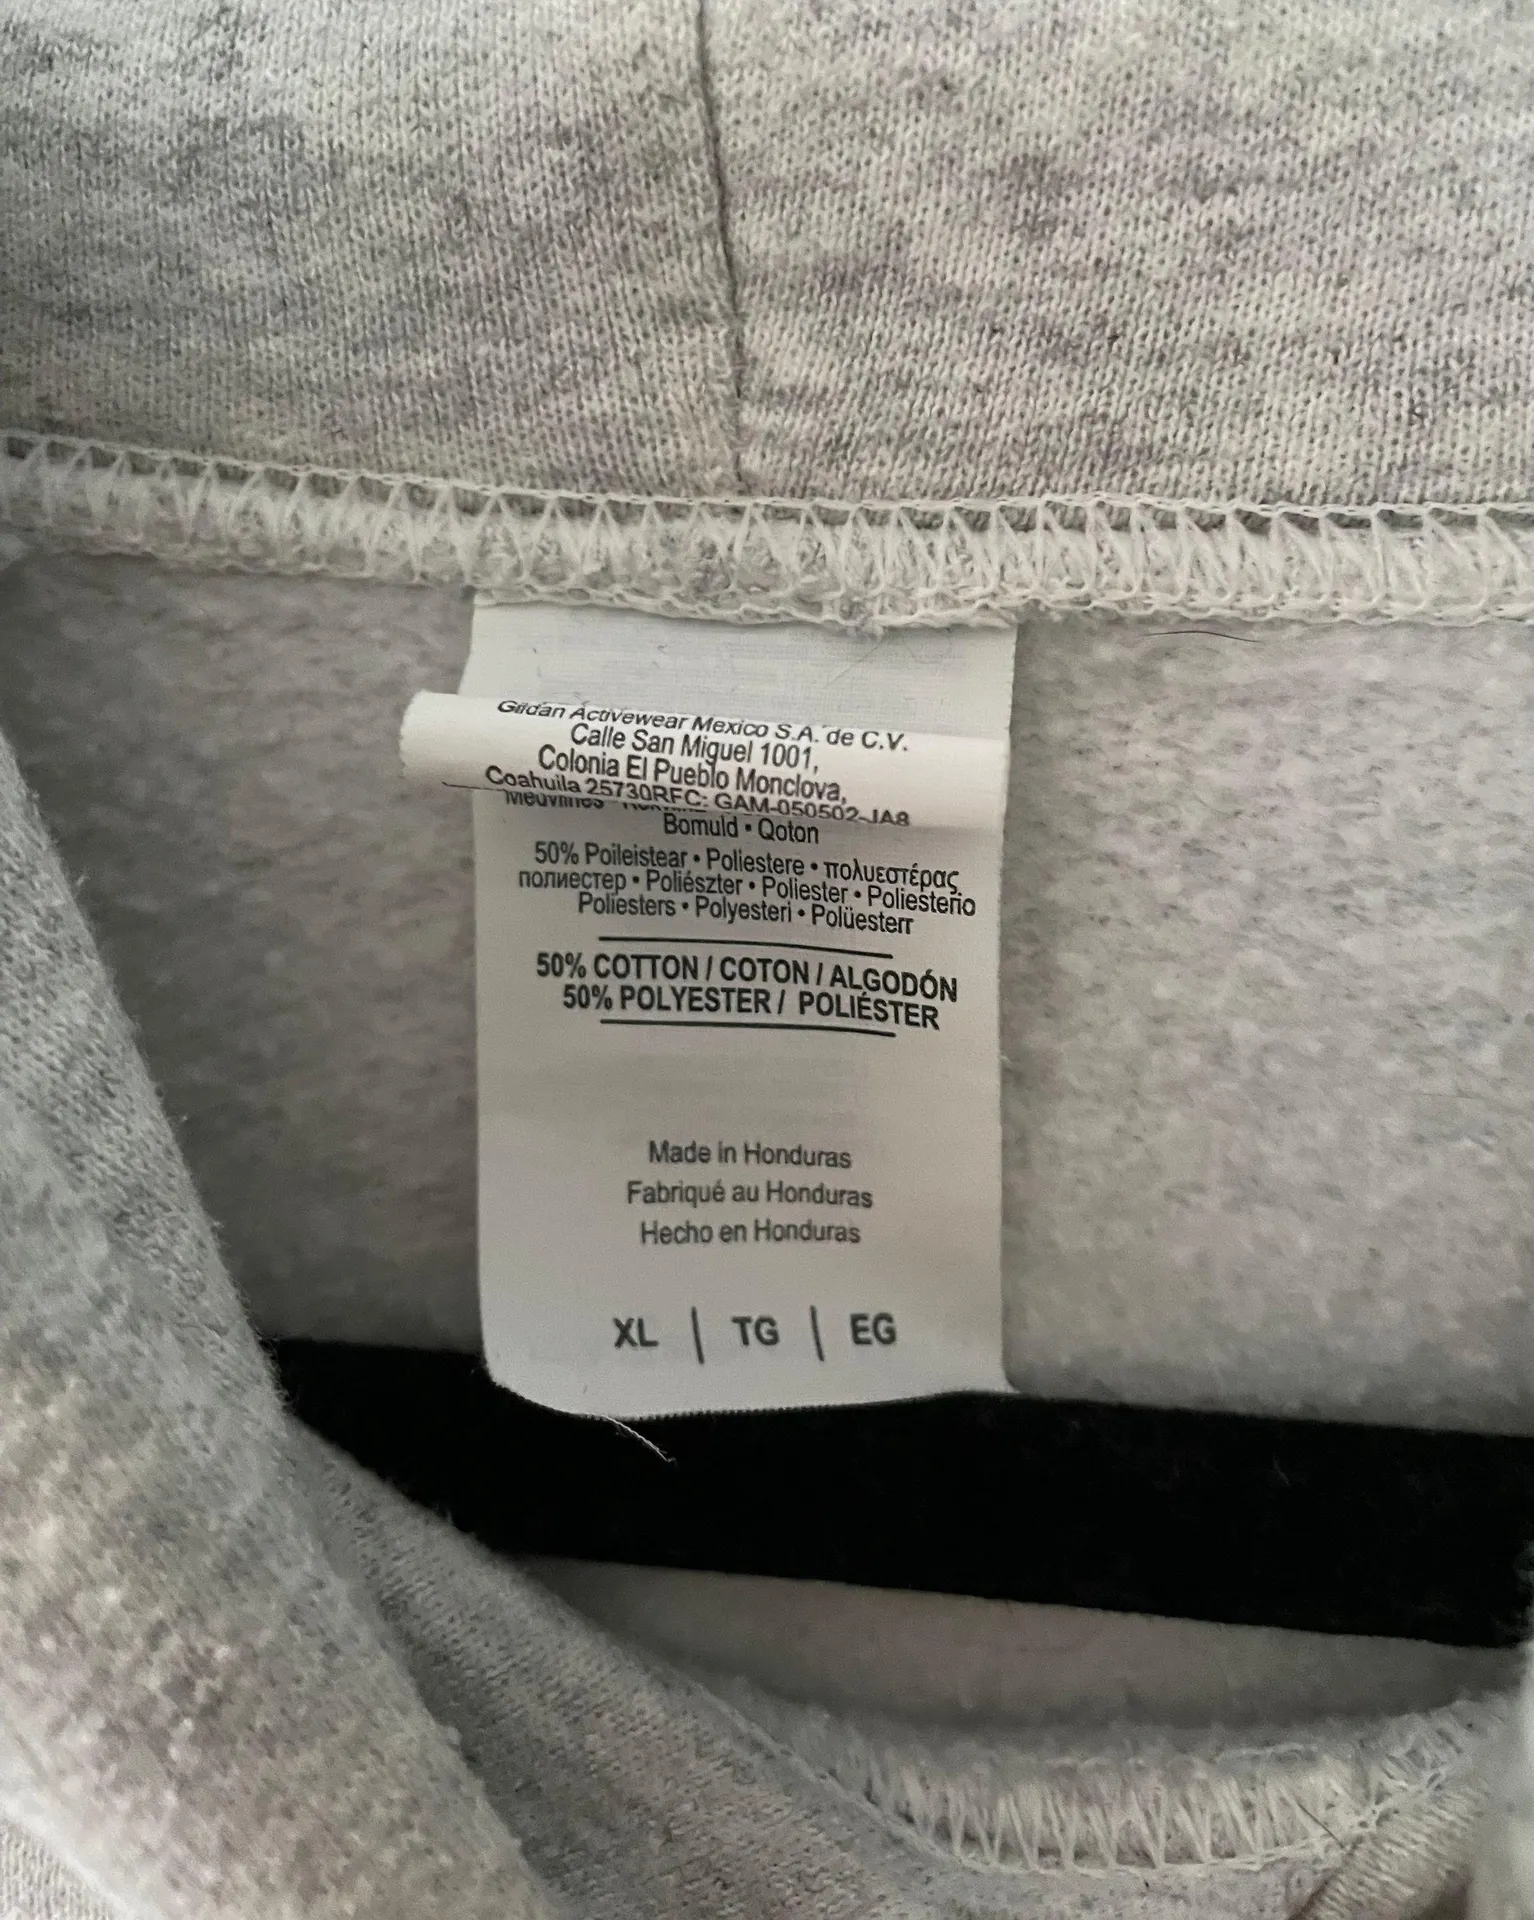 Gildan Activewear Mexico S.A. de C.V.
Calle San Miguel 1001,
Colonia El Pueblo Monclova,
Coahuila 25730RFC: GAM-050502-JA8
Bomuld • Qoton
50% Poileistear • Poliestere • πολυεστέρας
полиестер • Poliészter • Poliester • Poliesterio
Poliesters • Polyesteri • Polüesterr
50% COTTON / COTON / ALGODÓN
50% POLYESTER / POLIÉSTER
Made in Honduras
Fabriqué au Honduras
Hecho en Honduras
XL | TG | EG